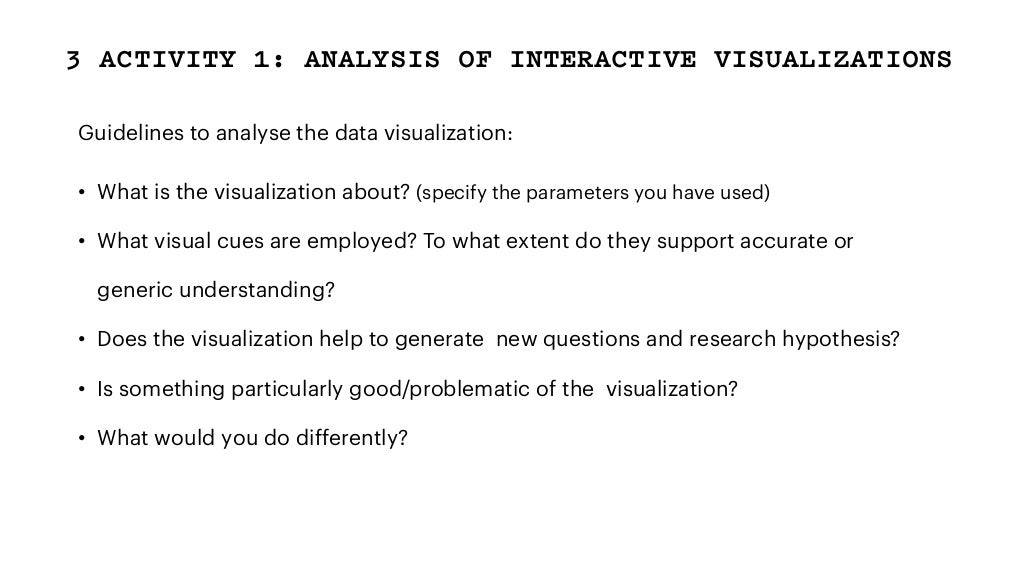 3 ACTIVITY 1: ANALYSIS OF INTERACTIVE VISUALIZATIONS
Guidelines to analyse the data visualization:
• What is the visualization about? (specify the parameters you have used)
• What visual cues are employed? To what extent do they support accurate or
generic understanding?
• Does the visualization help to generate  new questions and research hypothesis?
• Is something particularly good/problematic of the  visualization?
• What would you do differently?